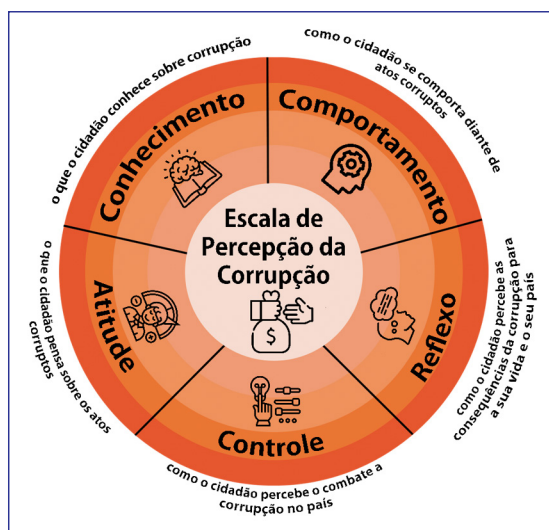 Escala de
Percepção da
Corrupção
$
Conhecimento
o que o cidadão conhece sobre corrupção
Comportamento
como o cidadão se comporta diante de
atos corruptos
Reflexo
como o cidadão percebe as
consequências da corrupção para
a sua vida e o seu país
Controle
como o cidadão percebe o combate a
corrupção no país
Atitude
o que o cidadão pensa sobre os atos
corruptos